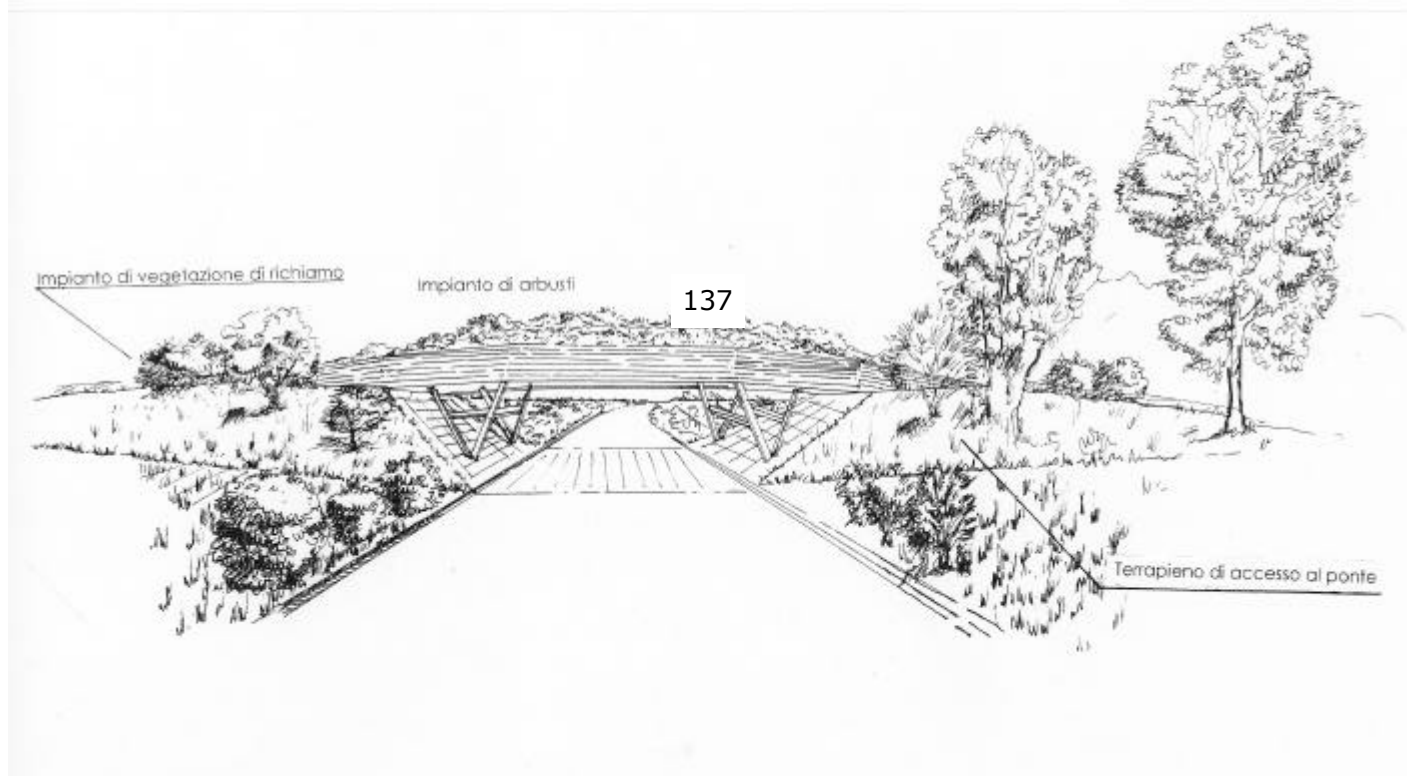 Impianto di vegetazione di richiamo
Impianto di arbusti
137
Terrapieno di accesso al ponte